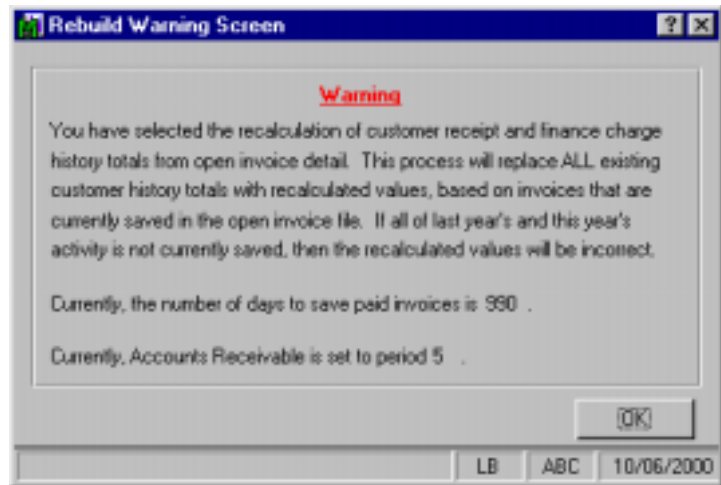 Rebuild Warning Screen
Warning
You have selected the recalculation of customer receipt and finance charge
history totals from open invoice detail. This process will replace ALL existing
customer history totals with recalculated values, based on invoices that are
currently saved in the open invoice file. If all of last year's and this year's
activity is not currently saved, then the recalculated values will be incorrect.
Currently, the number of days to save paid invoices is 990 .
Currently, Accounts Receivable is set to period 5 .
OK
LB ABC 10/06/2000